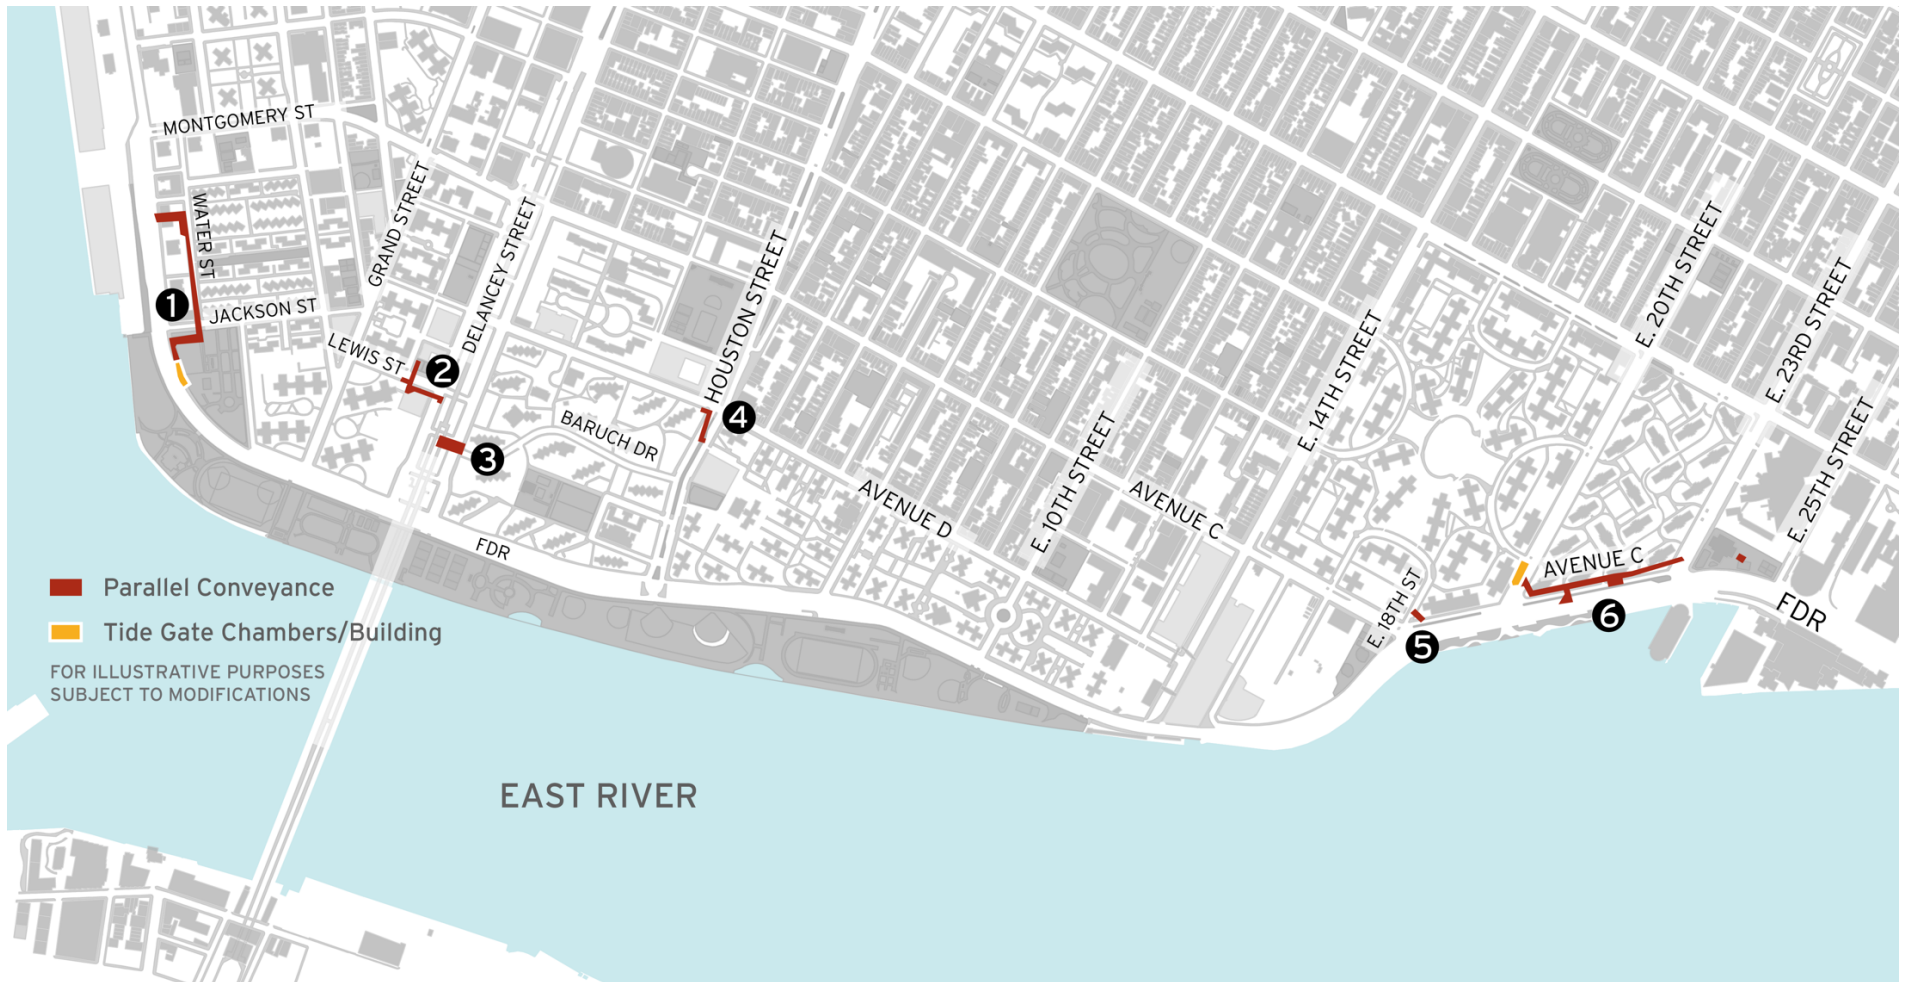 MONTGOMERY ST
WATER ST
GRAND STREET
DELANCEY STREET
HOUSTON STREET
E. 20TH STREET
E. 23RD STREET
1
JACKSON ST
LEWIS ST
2
E. 14TH STREET
4
BARUCH DR
3
E. 10TH STREET
AVENUE D
AVENUE C
E. 25TH STREET
FDR
AVENUE C
E. 18TH ST
5
6
FDR
Parallel Conveyance
Tide Gate Chambers/Building
FOR ILLUSTRATIVE PURPOSES
SUBJECT TO MODIFICATIONS
EAST RIVER